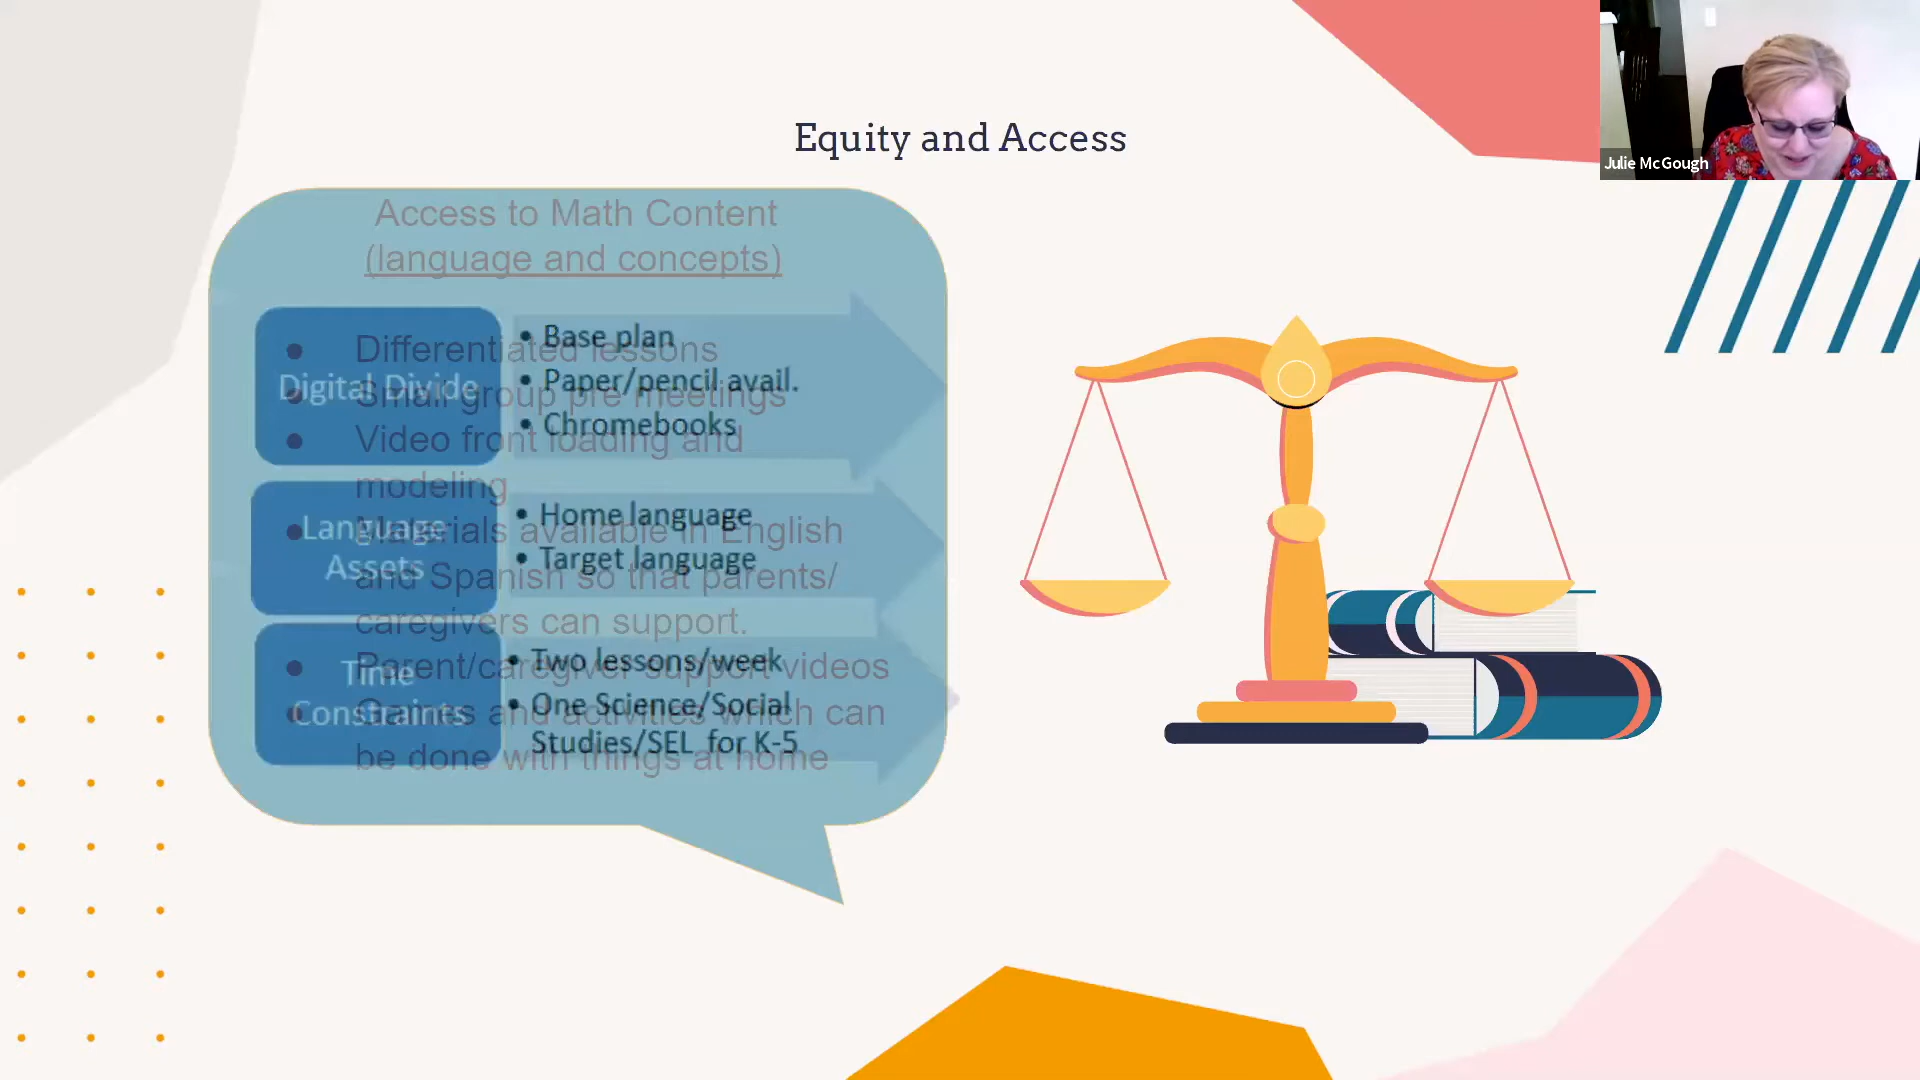 Equity and Access
Julie McGough
Access to Math Content
(language and concepts)
• Differentiated lessons
• Small group pre meetings
• Video front loading and
modeling
• Materials available in English
and Spanish so that parents/
caregivers can support.
• Parent/caregiver support videos
• Games and activities which can
be done with things at home
Digital Divide
• Base plan
• Paper/pencil avail.
• Chromebooks
Language
Assets
• Home language
• Target language
Time
Constraints
• Two lessons/week
• One Science/Social
Studies/SEL for K-5